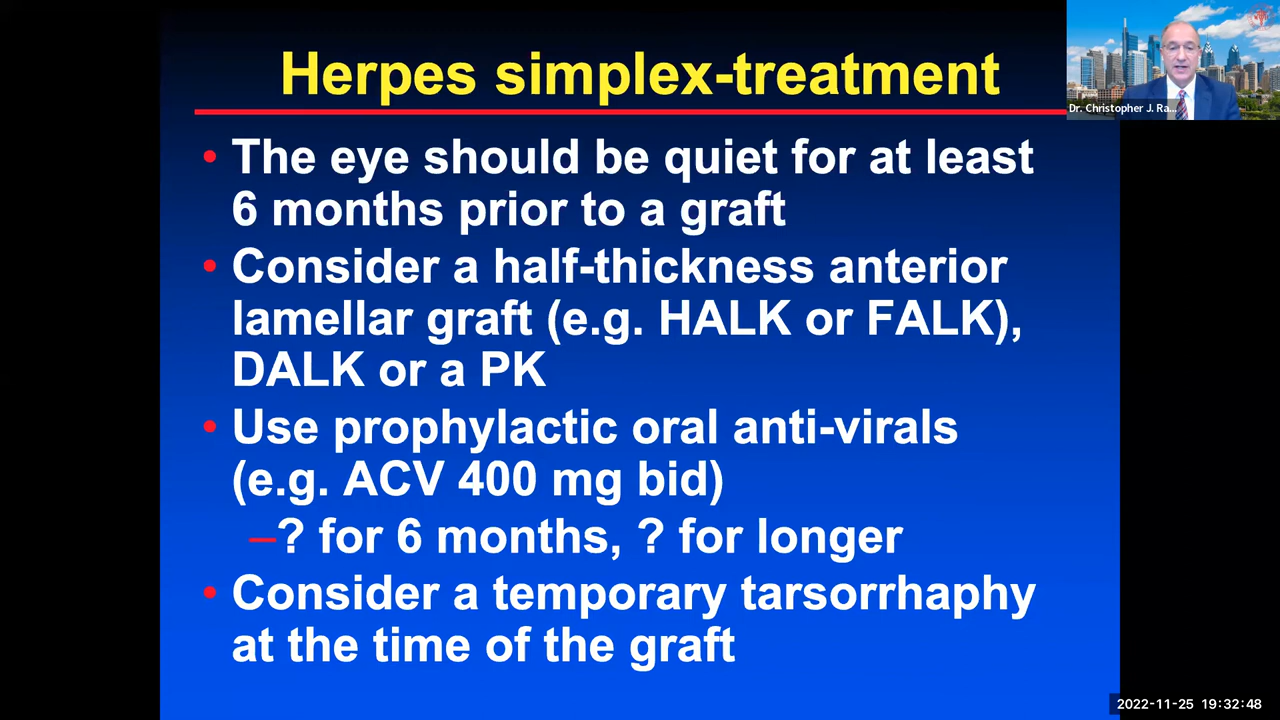 Herpes simplex-treatment
Dr. Christopher J. Ra...
• The eye should be quiet for at least
6 months prior to a graft
• Consider a half-thickness anterior
lamellar graft (e.g. HALK or FALK),
DALK or a PK
• Use prophylactic oral anti-virals
(e.g. ACV 400 mg bid)
–? for 6 months, ? for longer
• Consider a temporary tarsorrhaphy
at the time of the graft
2022-11-25 19:32:48